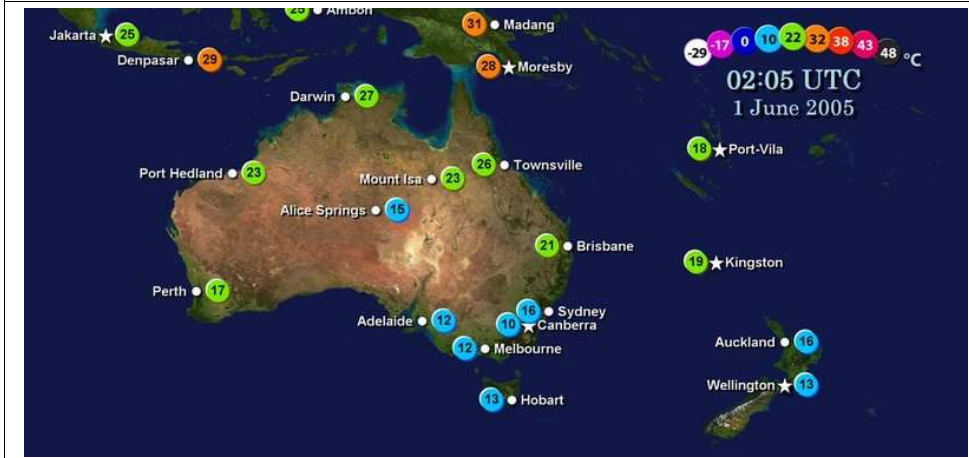 25 Ambon
Jakarta 25
31 Madang
-29 -17 0 10 22 32 38 43 48 °C
Denpasar 29
28 Moresby
02:05 UTC
1 June 2005
Darwin 27
18 Port-Vila
Port Hedland 23
26 Townsville
Mount Isa 23
Alice Springs 15
21 Brisbane
19 Kingston
Perth 17
16 Sydney
Adelaide 12
10 Canberra
Auckland 16
12 Melbourne
Wellington 13
13 Hobart